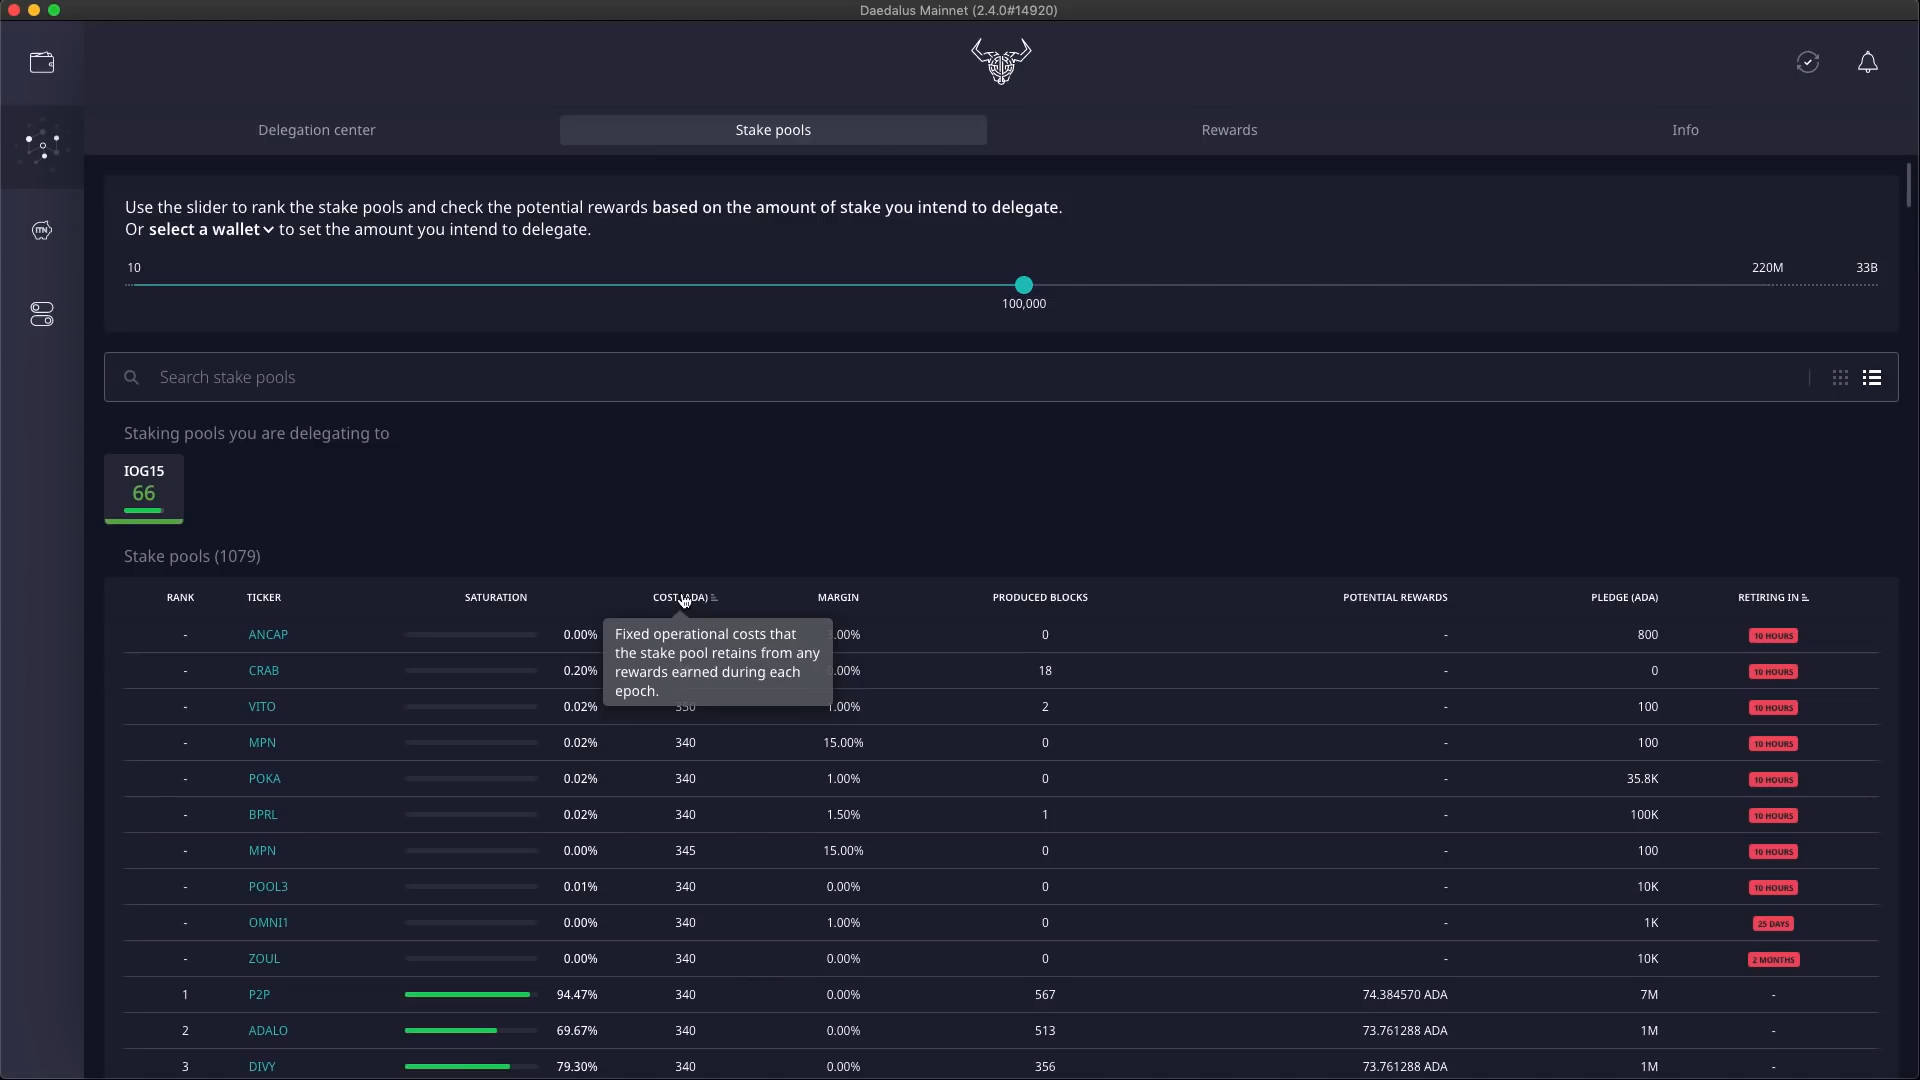 Daedalus Mainnet (2.4.0#14920)
Delegation center
Stake pools
Rewards
Info
Use the slider to rank the stake pools and check the potential rewards based on the amount of stake you intend to delegate.
Or select a wallet to set the amount you intend to delegate.
10
220M
33B
100,000
Search stake pools
Staking pools you are delegating to
IOG15
66
Stake pools (1079)
RANK TICKER SATURATION COST (ADA) MARGIN PRODUCED BLOCKS POTENTIAL REWARDS PLEDGE (ADA) RETIRING IN
Fixed operational costs that
the stake pool retains from any
rewards earned during each
epoch.
- ANCAP 0.00% 0 - 800 10 HOURS
- CRAB 0.20% 18 - 0 10 HOURS
- VITO 0.02% 350 1.00% 2 - 100 10 HOURS
- MPN 0.02% 340 15.00% 0 - 100 10 HOURS
- POKA 0.02% 340 1.00% 0 - 35.8K 10 HOURS
- BPRL 0.02% 340 1.50% 1 - 100K 10 HOURS
- MPN 0.00% 345 15.00% 0 - 100 10 HOURS
- POOL3 0.01% 340 0.00% 0 - 10K 10 HOURS
- OMNI1 0.00% 340 1.00% 0 - 1K 25 DAYS
- ZOUL 0.00% 340 0.00% 0 - 10K 2 MONTHS
1 P2P 94.47% 340 0.00% 567 74.384570 ADA 7M -
2 ADALO 69.67% 340 0.00% 513 73.761288 ADA 1M -
3 DIVY 79.30% 340 0.00% 356 73.761288 ADA 1M -